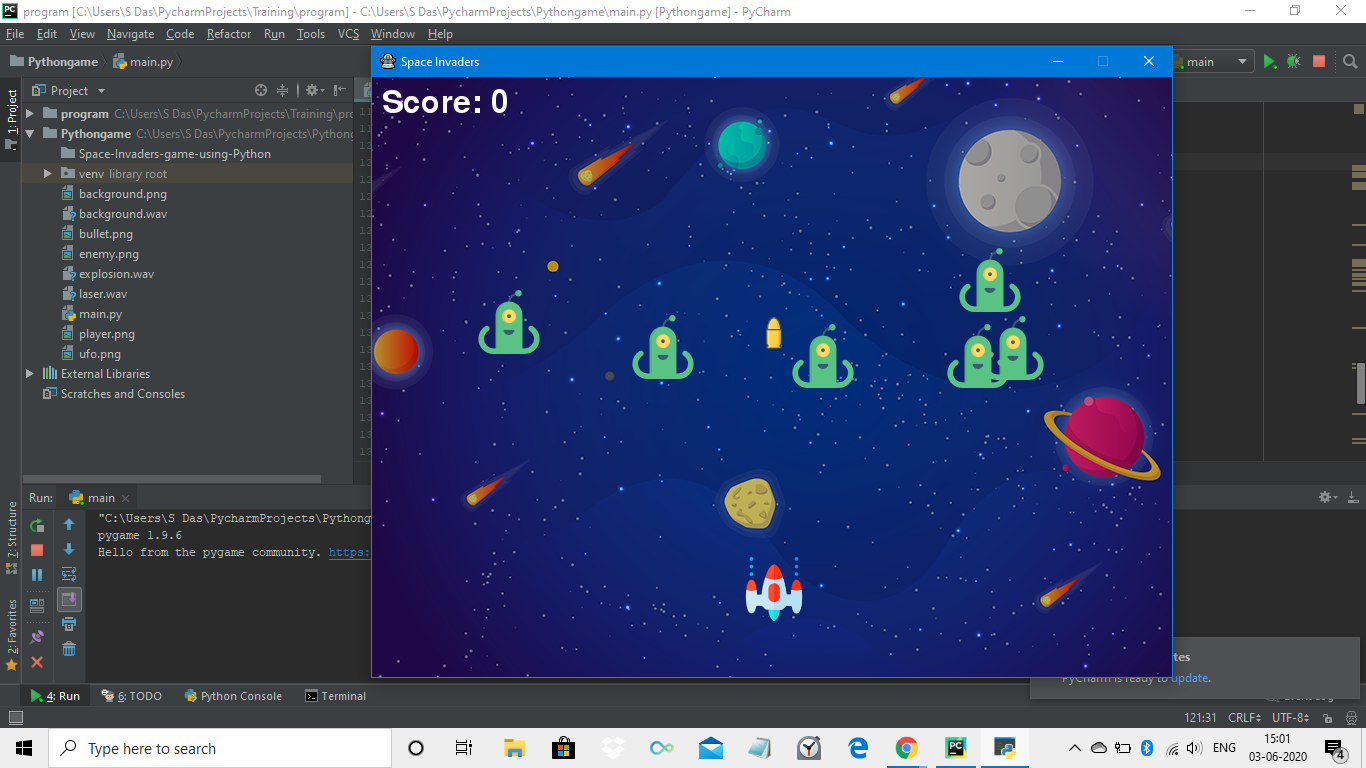 program [C:\Users\S Das\PycharmProjects\Training\program] - C:\Users\S Das\PycharmProjects\Pythongame\main.py [Pythongame] - PyCharm
File Edit View Navigate Code Refactor Run Tools VCS Window Help
Pythongame main.py
Space Invaders
main
1: Project
Project
Score: 0
program C:\Users\S Das\PycharmProjects\Training\pro
Pythongame C:\Users\S Das\PycharmProjects\Pythong
Space-Invaders-game-using-Python
venv library root
background.png
background.wav
bullet.png
enemy.png
explosion.wav
laser.wav
main.py
player.png
ufo.png
External Libraries
Scratches and Consoles
Run: main
"C:\Users\S Das\PycharmProjects\Pythong
pygame 1.9.6
Hello from the pygame community. https:
7: Structure
2: Favorites
tes
PyCharm is ready to update.
4: Run 6: TODO Python Console Terminal
121:31 CRLF UTF-8
Type here to search
PC
ENG
15:01
03-06-2020
4